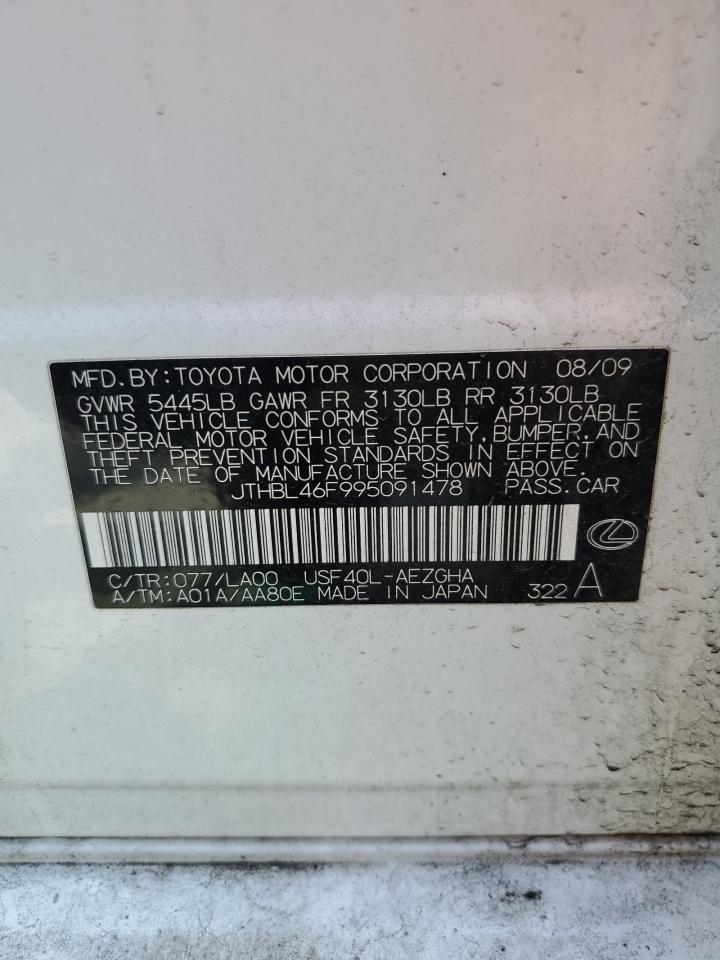 MFD.BY:TOYOTA MOTOR CORPORATION 08/09
GVWR 5445LB GAWR FR 3130LB RR 3130LB
THIS VEHICLE CONFORMS TO ALL APPLICABLE
FEDERAL MOTOR VEHICLE SAFETY,BUMPER,AND
THEFT PREVENTION STANDARDS IN EFFECT ON
THE DATE OF MANUFACTURE SHOWN ABOVE.
JTHBL46F995091478 PASS.CAR
C/TR:077/LA00 USF40L-AEZGHA
A/TM:A01A/AA80E MADE IN JAPAN 322 A